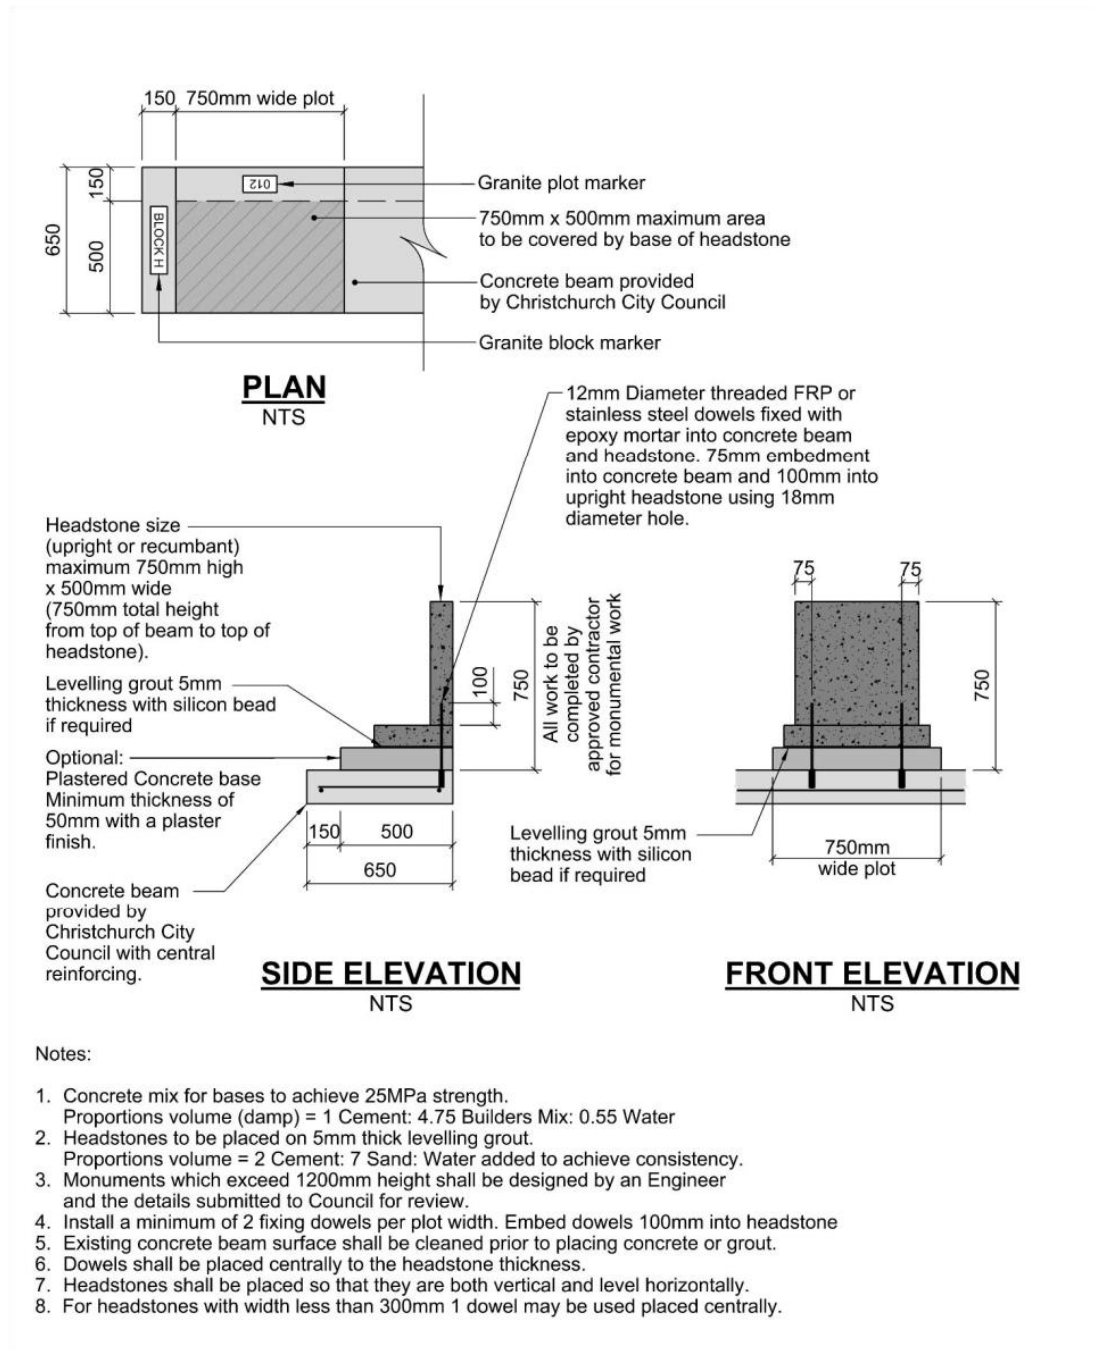 150 750mm wide plot
150
650
500
012
BLOCK H
Granite plot marker
750mm x 500mm maximum area
to be covered by base of headstone
Concrete beam provided
by Christchurch City Council
Granite block marker
PLAN
NTS
12mm Diameter threaded FRP or
stainless steel dowels fixed with
epoxy mortar into concrete beam
and headstone. 75mm embedment
into concrete beam and 100mm into
upright headstone using 18mm
diameter hole.
Headstone size
(upright or recumbant)
maximum 750mm high
x 500mm wide
(750mm total height
from top of beam to top of
headstone).
Levelling grout 5mm
thickness with silicon bead
if required
Optional:
Plastered Concrete base
Minimum thickness of
50mm with a plaster
finish.
Concrete beam
provided by
Christchurch City
Council with central
reinforcing.
100
750
All work to be
completed by
approved contractor
for monumental work
150 500
650
SIDE ELEVATION
NTS
75 75
750
Levelling grout 5mm
thickness with silicon
bead if required
750mm
wide plot
FRONT ELEVATION
NTS
Notes:
1. Concrete mix for bases to achieve 25MPa strength.
Proportions volume (damp) = 1 Cement: 4.75 Builders Mix: 0.55 Water
2. Headstones to be placed on 5mm thick levelling grout.
Proportions volume = 2 Cement: 7 Sand: Water added to achieve consistency.
3. Monuments which exceed 1200mm height shall be designed by an Engineer
and the details submitted to Council for review.
4. Install a minimum of 2 fixing dowels per plot width. Embed dowels 100mm into headstone
5. Existing concrete beam surface shall be cleaned prior to placing concrete or grout.
6. Dowels shall be placed centrally to the headstone thickness.
7. Headstones shall be placed so that they are both vertical and level horizontally.
8. For headstones with width less than 300mm 1 dowel may be used placed centrally.